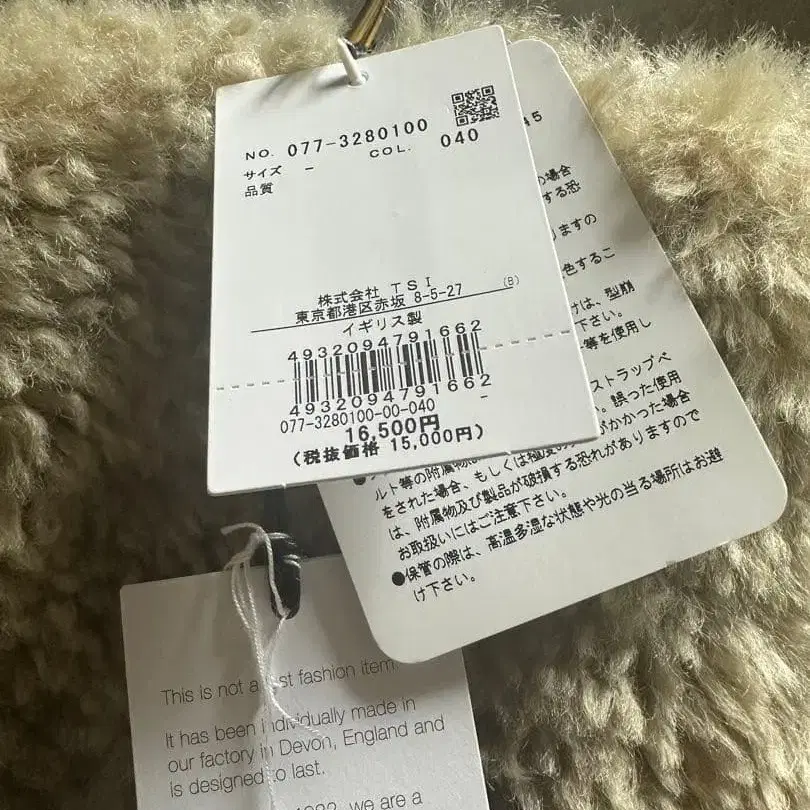 NO. 077-3280100
サイズ - COL. 040
品質
株式会社 TSI
東京都港区赤坂 8-5-27 (B)
イギリス製
4932094791662
4932094791662
077-3280100-00-040 -
16,500円
(税抜価格 15,000円)
の場合
する恐
ますの
色するこ
けは、型崩
下さい。
等を使用し
ストラップベ
ルト等の附属物
誤った使用
をされた場合、もしくは極度の
がかかった場合
は、附属物及び製品が破損する恐れがありますので
お取扱いにはご注意下さい。
●保管の際は、高温多湿な状態や光の当る場所はお避
け下さい。
This is not a st fashion item.
It has been individually made in
our factory in Devon, England and
is designed to last.
we are a